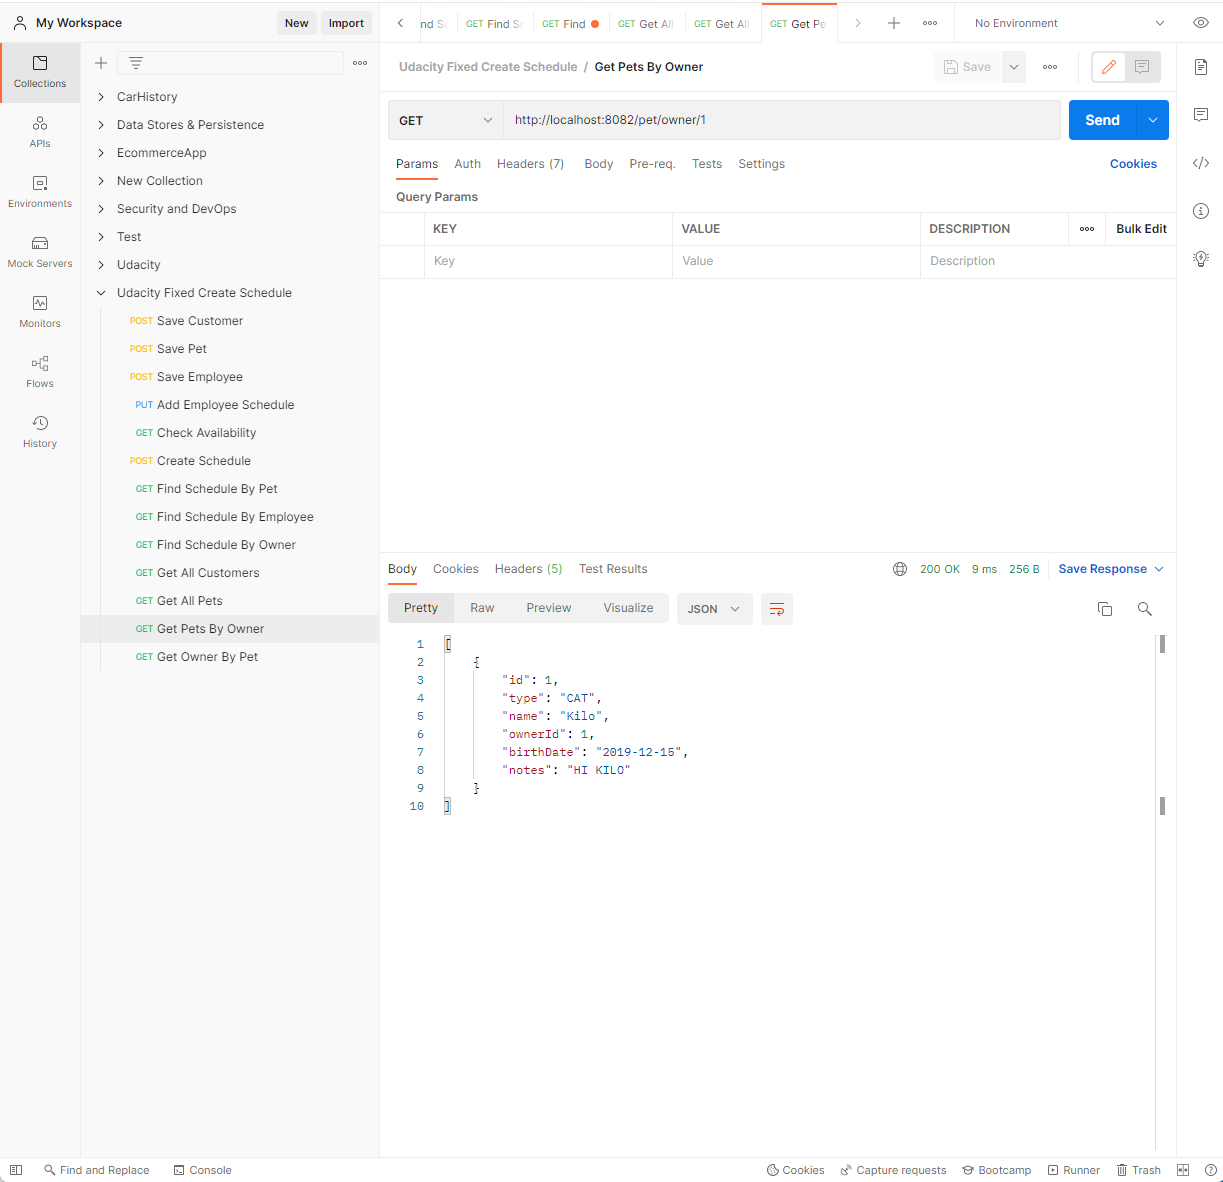 My Workspace
New
Import
nd Sc
GET Find Sc
GET Find
GET Get All
GET Get All
GET Get Pe
No Environment
Collections
APIs
Environments
Mock Servers
Monitors
Flows
History
CarHistory
Data Stores & Persistence
EcommerceApp
New Collection
Security and DevOps
Test
Udacity
Udacity Fixed Create Schedule
POST Save Customer
POST Save Pet
POST Save Employee
PUT Add Employee Schedule
GET Check Availability
POST Create Schedule
GET Find Schedule By Pet
GET Find Schedule By Employee
GET Find Schedule By Owner
GET Get All Customers
GET Get All Pets
GET Get Pets By Owner
GET Get Owner By Pet
Udacity Fixed Create Schedule / Get Pets By Owner
Save
GET
http://localhost:8082/pet/owner/1
Send
Params Auth Headers (7) Body Pre-req. Tests Settings
Cookies
Query Params
KEY VALUE DESCRIPTION Bulk Edit
Key Value Description
Body Cookies Headers (5) Test Results
200 OK 9 ms 256 B Save Response
Pretty Raw Preview Visualize JSON
1 [
2 {
3 "id": 1,
4 "type": "CAT",
5 "name": "Kilo",
6 "ownerId": 1,
7 "birthDate": "2019-12-15",
8 "notes": "HI KILO"
9 }
10 ]
Find and Replace Console
Cookies Capture requests Bootcamp Runner Trash